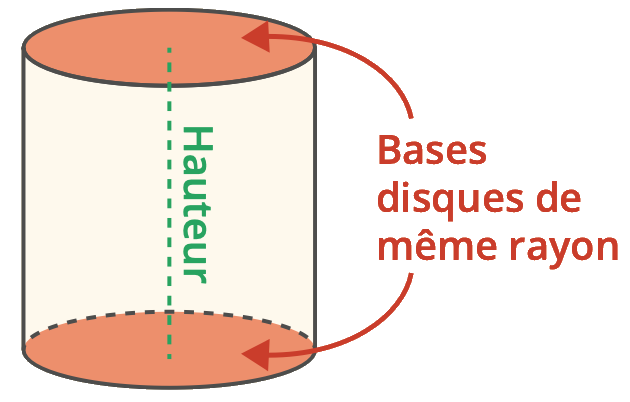 Hauteur
Bases
disques de
même rayon